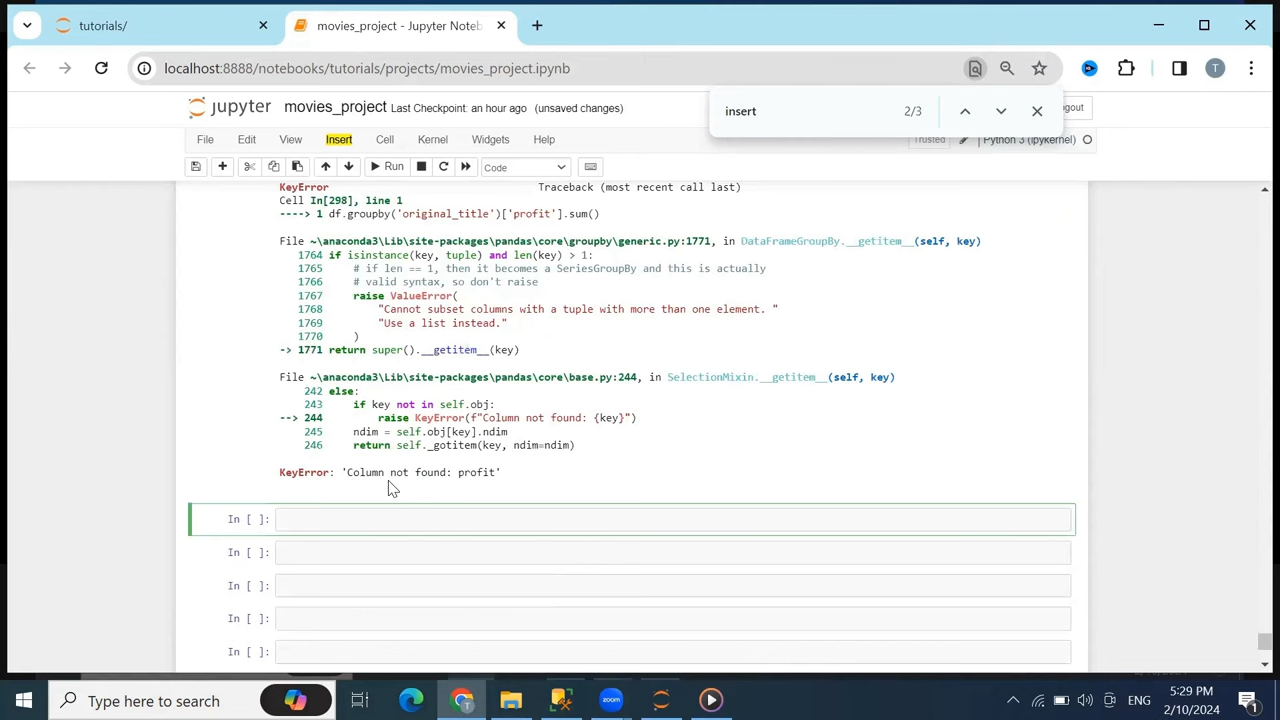 tutorials/
movies_project - Jupyter Noteb
localhost:8888/notebooks/tutorials/projects/movies_project.ipynb
T
insert
2/3
jupyter
movies_project
Last Checkpoint: an hour ago
(unsaved changes)
ogout
File
Edit
View
Insert
Cell
Kernel
Widgets
Help
Trusted
Python 3 (ipykernel)
Run
Code
KeyError Traceback (most recent call last)
Cell In[298], line 1
----> 1 df.groupby('original_title')['profit'].sum()
File ~\anaconda3\Lib\site-packages\pandas\core\groupby\generic.py:1771, in DataFrameGroupBy.__getitem__(self, key)
1764 if isinstance(key, tuple) and len(key) > 1:
1765 # if len == 1, then it becomes a SeriesGroupBy and this is actually
1766 # valid syntax, so don't raise
1767 raise ValueError(
1768 "Cannot subset columns with a tuple with more than one element. "
1769 "Use a list instead."
1770 )
-> 1771 return super().__getitem__(key)
File ~\anaconda3\Lib\site-packages\pandas\core\base.py:244, in SelectionMixin.__getitem__(self, key)
242 else:
243 if key not in self.obj:
--> 244 raise KeyError(f"Column not found: {key}")
245 ndim = self.obj[key].ndim
246 return self._gotitem(key, ndim=ndim)
KeyError: 'Column not found: profit'
In [ ]:
In [ ]:
In [ ]:
In [ ]:
In [ ]:
Type here to search
zoom
ENG
5:29 PM
2/10/2024
1